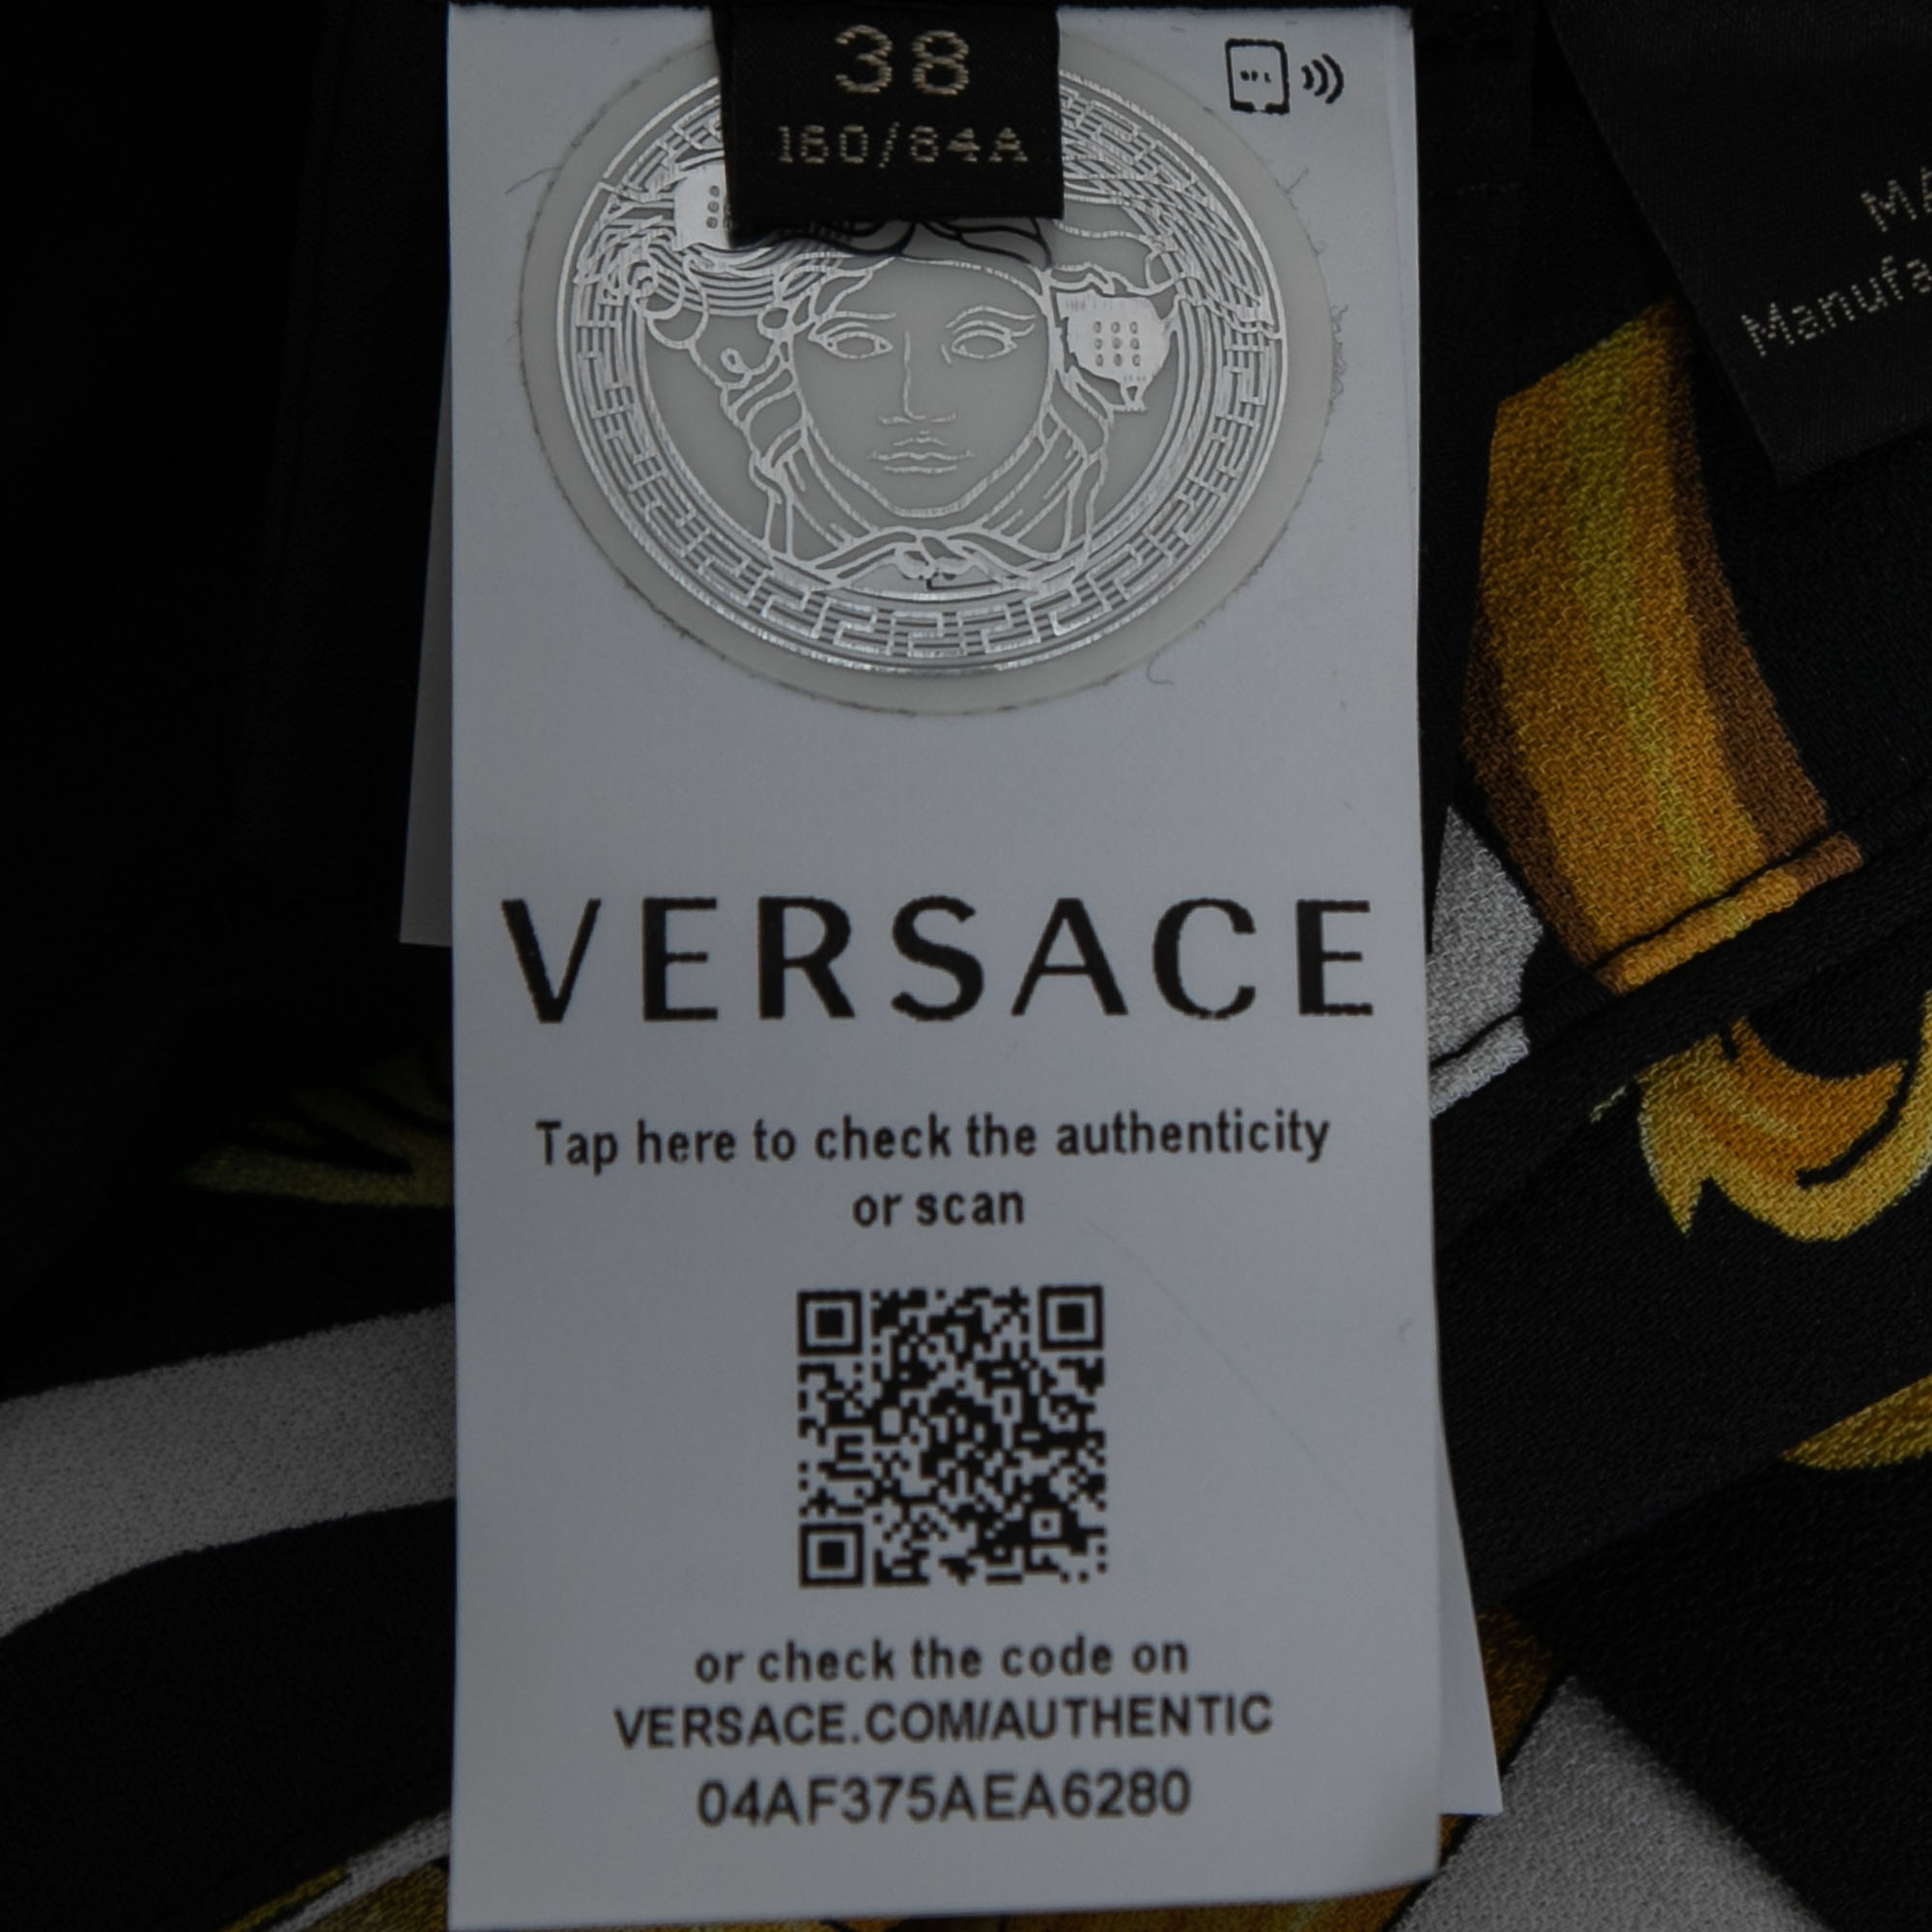 38
160/84A
VERSACE
Tap here to check the authenticity
or scan
or check the code on
VERSACE.COM/AUTHENTIC
04AF375AEA6280